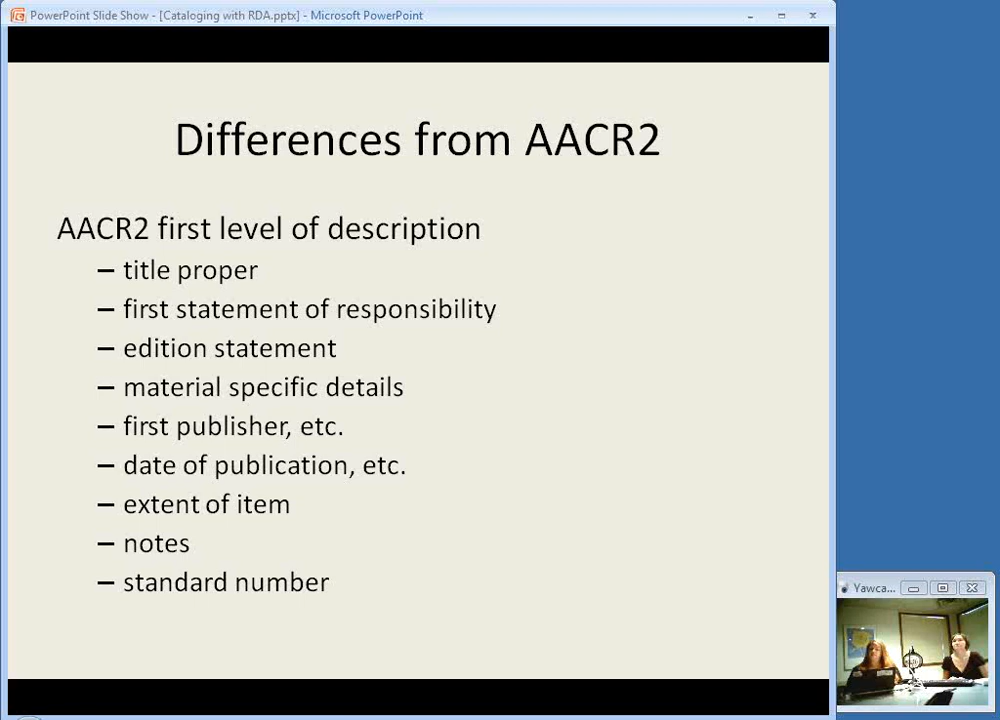 PowerPoint Slide Show - [Cataloging with RDA.pptx] - Microsoft PowerPoint
Differences from AACR2
AACR2 first level of description
– title proper
– first statement of responsibility
– edition statement
– material specific details
– first publisher, etc.
– date of publication, etc.
– extent of item
– notes
– standard number
Yawca...